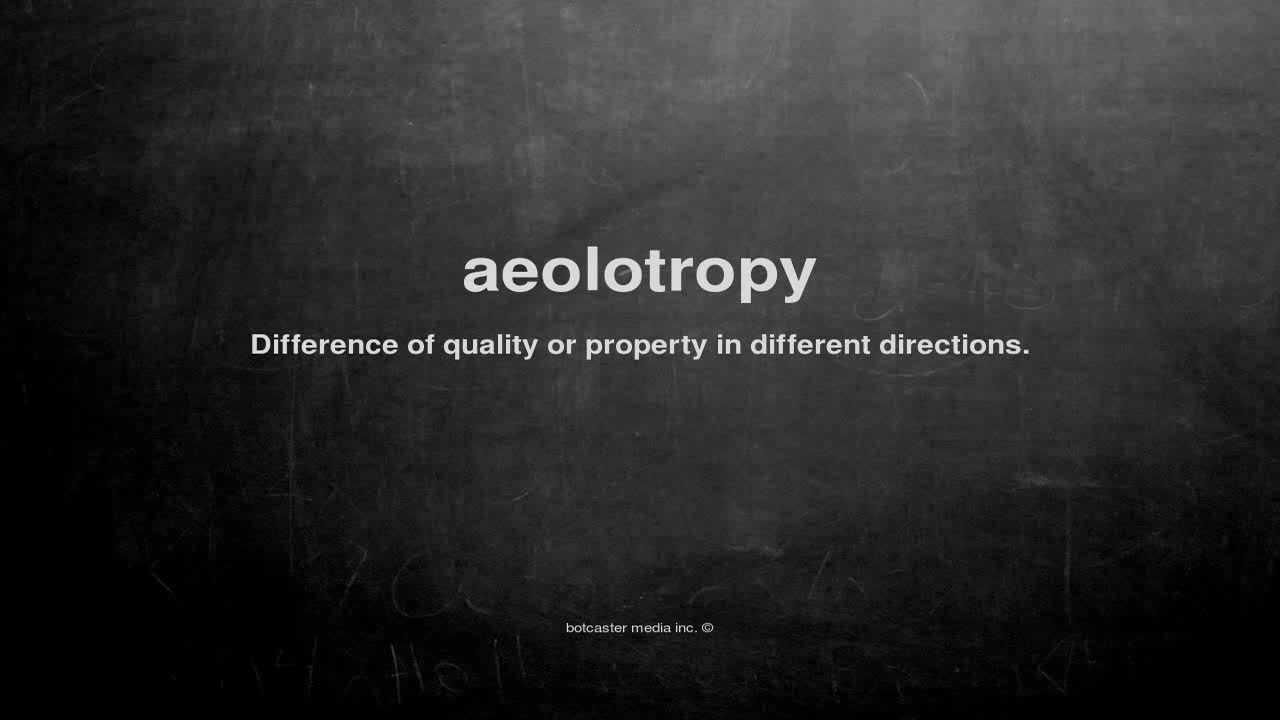 aeolotropy
Difference of quality or property in different directions.
botcaster media inc. ©